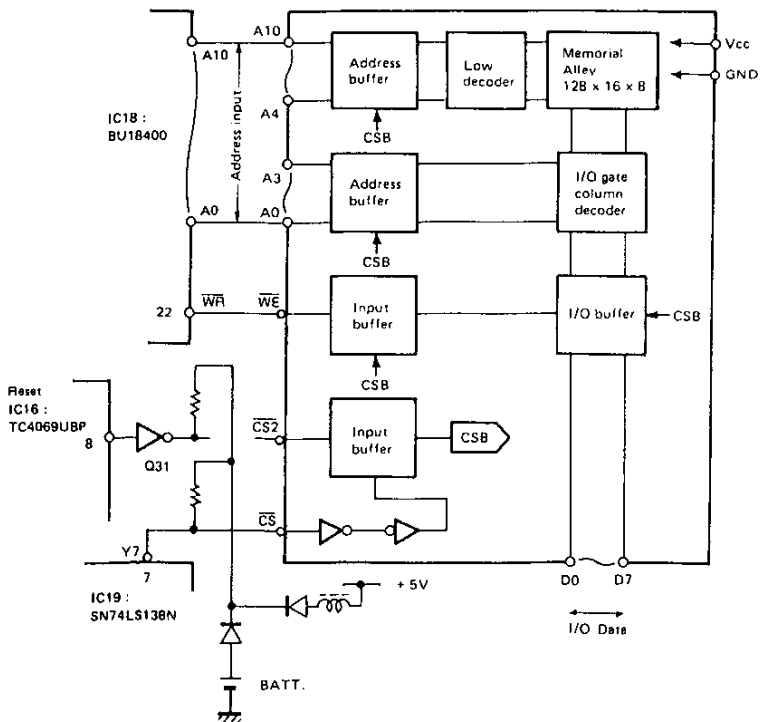 A10
A10
Vcc
Address
buffer
Low
decoder
Memorial
Alley
128 x 16 x 8
GND
IC18 :
BU18400
Address input
A4
CSB
A3
Address
buffer
I/O gate
column
decoder
A0
A0
CSB
22
WR
WE
Input
buffer
I/O buffer
CSB
CSB
Reset
IC16 :
TC4069UBP
8
Q31
CS2
Input
buffer
CSB
CS
Y7
7
IC19 :
SN74LS138N
+ 5V
D0
D7
I/O Data
BATT.